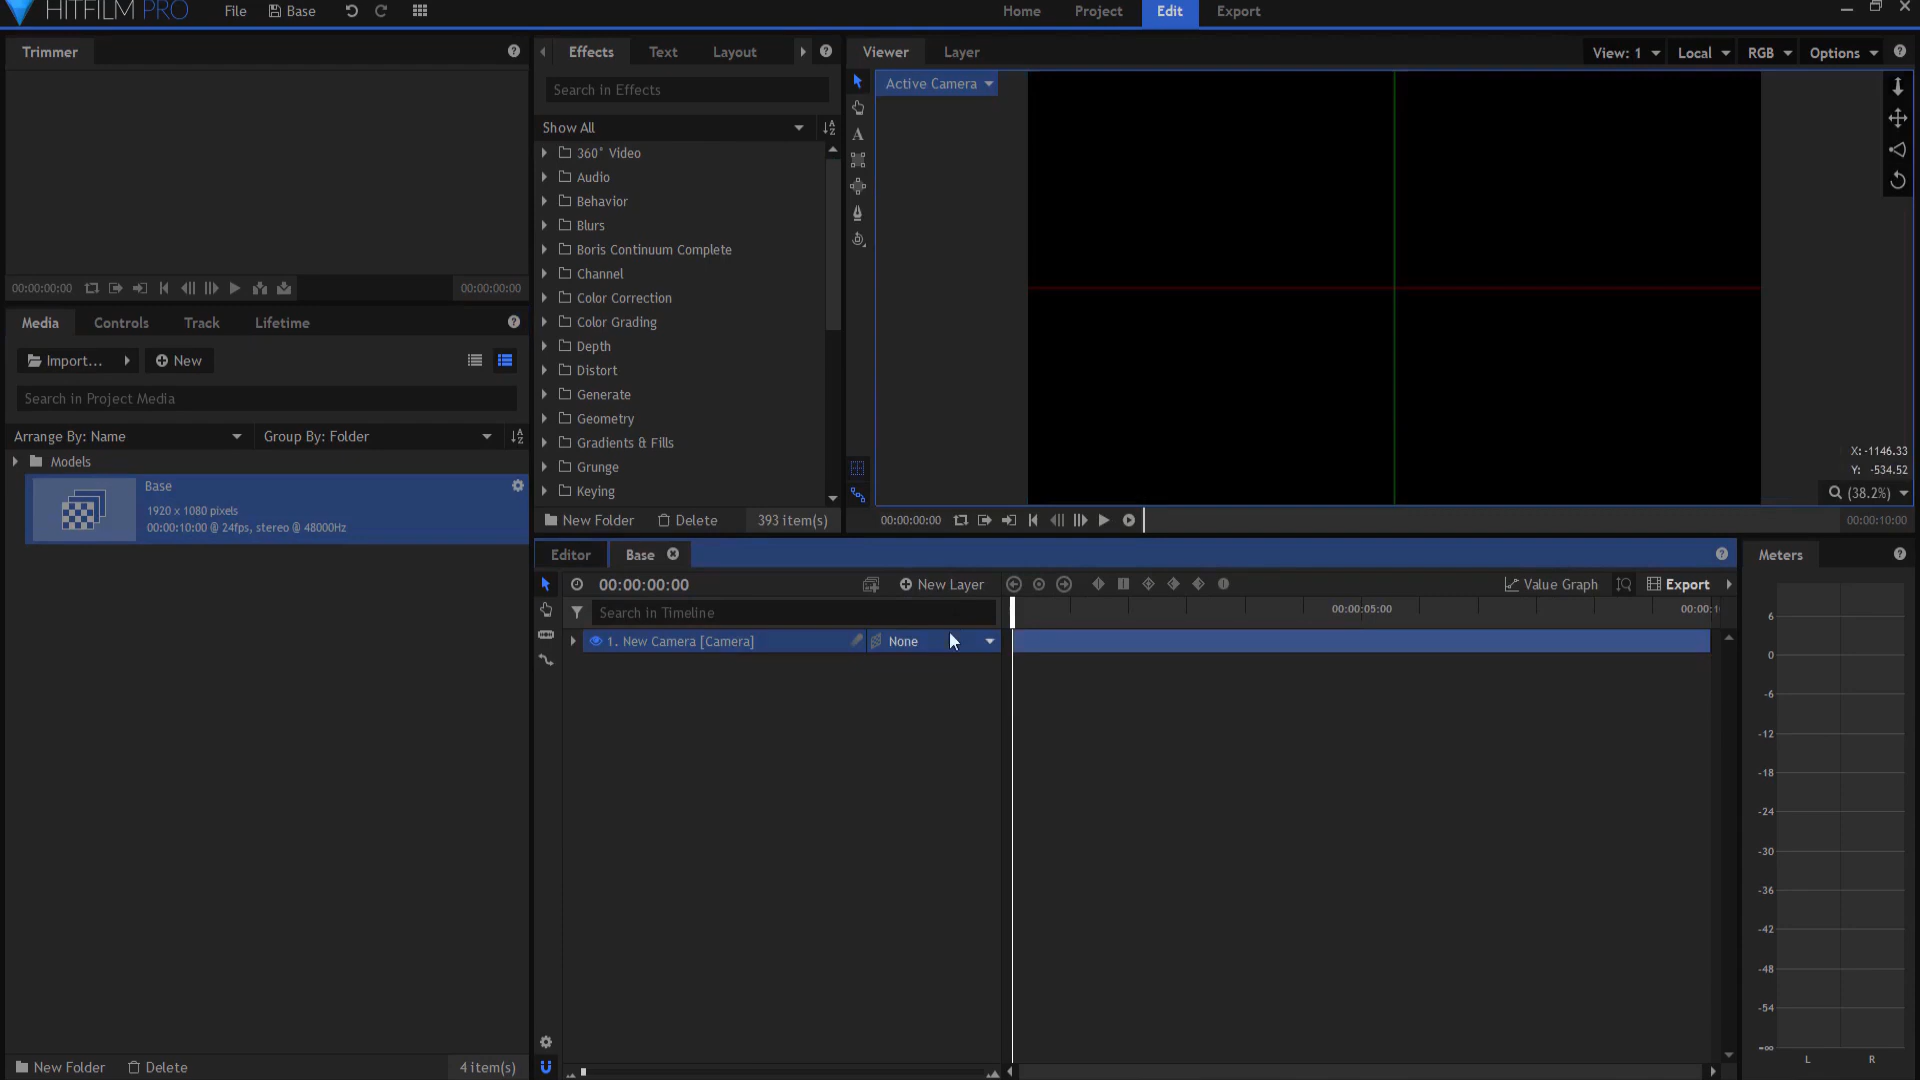 HITFILM PRO
File
Base
Home
Project
Edit
Export
Trimmer
00:00:00:00
00:00:00:00
Media
Controls
Track
Lifetime
Import...
New
Search in Project Media
Arrange By: Name
Group By: Folder
Models
Base
1920 x 1080 pixels
00:00:10:00 @ 24fps, stereo @ 48000Hz
New Folder
Delete
4 item(s)
Effects
Text
Layout
Search in Effects
Show All
360° Video
Audio
Behavior
Blurs
Boris Continuum Complete
Channel
Color Correction
Color Grading
Depth
Distort
Generate
Geometry
Gradients & Fills
Grunge
Keying
New Folder
Delete
393 item(s)
Viewer
Layer
View: 1
Local
RGB
Options
Active Camera
X: -1146.33
Y: -534.52
(38.2%)
00:00:00:00
00:00:10:00
Editor
Base
00:00:00:00
New Layer
Value Graph
Export
Search in Timeline
00:00:05:00
00:00:1
1. New Camera [Camera]
None
Meters
6
0
-6
-12
-18
-24
-30
-36
-42
-48
-54
-∞
L
R